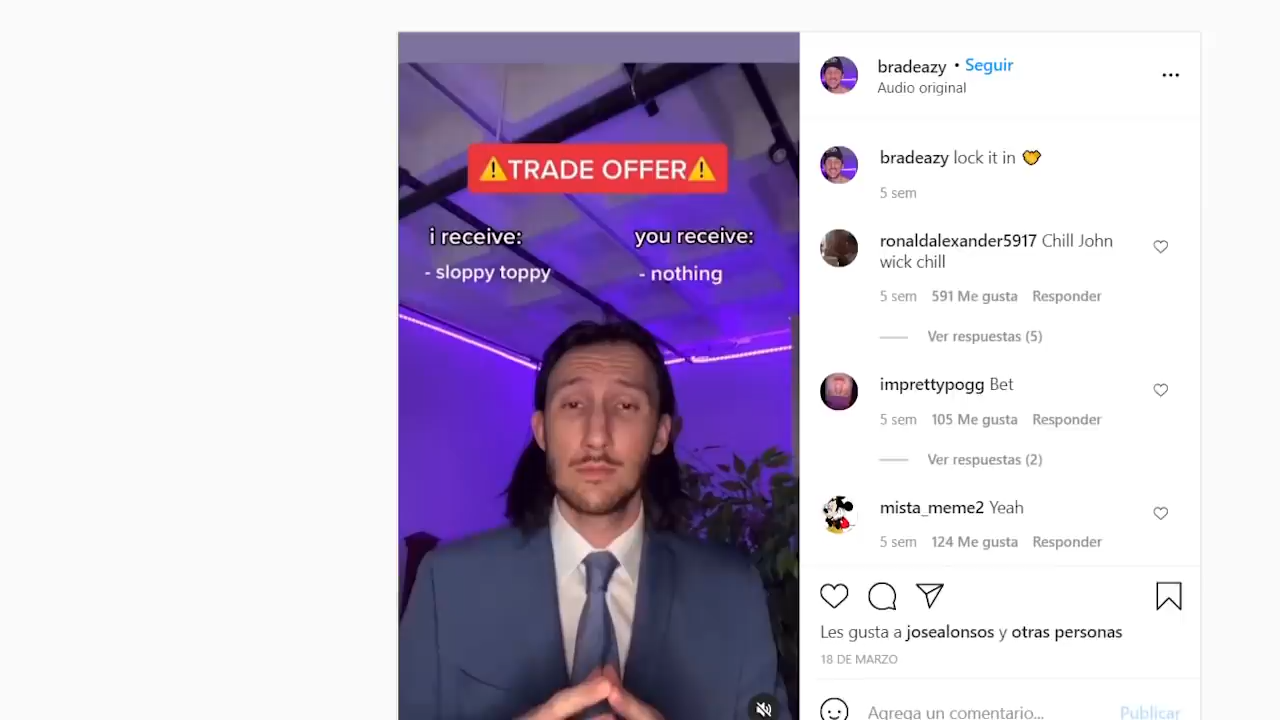 ⚠TRADE OFFER⚠
i receive:
you receive:
- sloppy toppy
- nothing
bradeazy • Seguir
Audio original
bradeazy lock it in
5 sem
ronaldalexander5917 Chill John
wick chill
5 sem 591 Me gusta Responder
Ver respuestas (5)
imprettypogg Bet
5 sem 105 Me gusta Responder
Ver respuestas (2)
mista_meme2 Yeah
5 sem 124 Me gusta Responder
Les gusta a josealonsos y otras personas
18 DE MARZO
Agrega un comentario...
Publicar